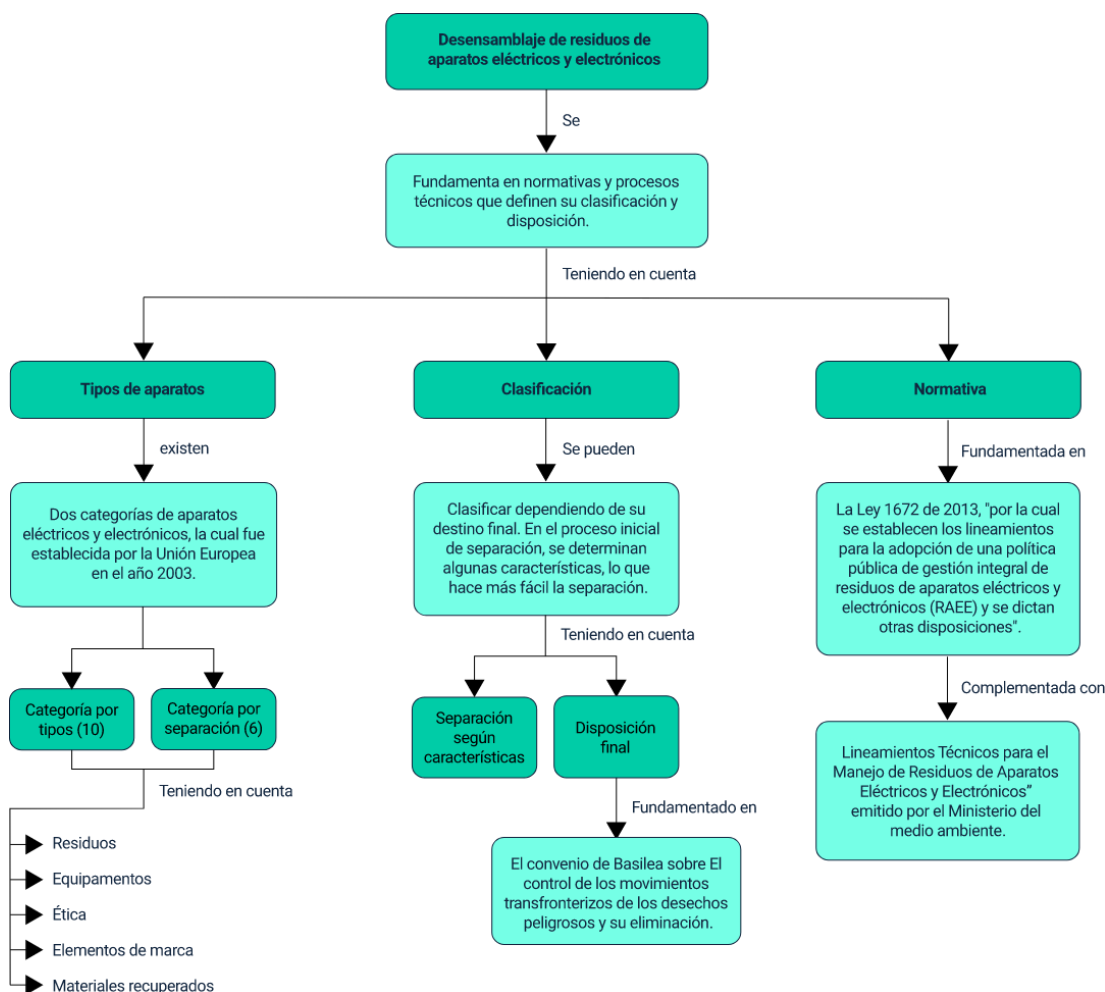 Desensamblaje de residuos de
aparatos eléctricos y electrónicos
Se
Fundamenta en normativas y procesos
técnicos que definen su clasificación y
disposición.
Teniendo en cuenta
Tipos de aparatos
existen
Dos categorías de aparatos
eléctricos y electrónicos, la cual fue
establecida por la Unión Europea
en el año 2003.
Categoría por
tipos (10)
Categoría por
separación (6)
Teniendo en cuenta
Residuos
Equipamentos
Ética
Elementos de marca
Materiales recuperados
Clasificación
Se pueden
Clasificar dependiendo de su
destino final. En el proceso inicial
de separación, se determinan
algunas características, lo que
hace más fácil la separación.
Teniendo en cuenta
Separación
según
características
Disposición
final
Fundamentado en
El convenio de Basilea sobre El
control de los movimientos
transfronterizos de los desechos
peligrosos y su eliminación.
Normativa
Fundamentada en
La Ley 1672 de 2013, "por la cual
se establecen los lineamientos
para la adopción de una política
pública de gestión integral de
residuos de aparatos eléctricos y
electrónicos (RAEE) y se dictan
otras disposiciones".
Complementada con
Lineamientos Técnicos para el
Manejo de Residuos de Aparatos
Eléctricos y Electrónicos”
emitido por el Ministerio del
medio ambiente.